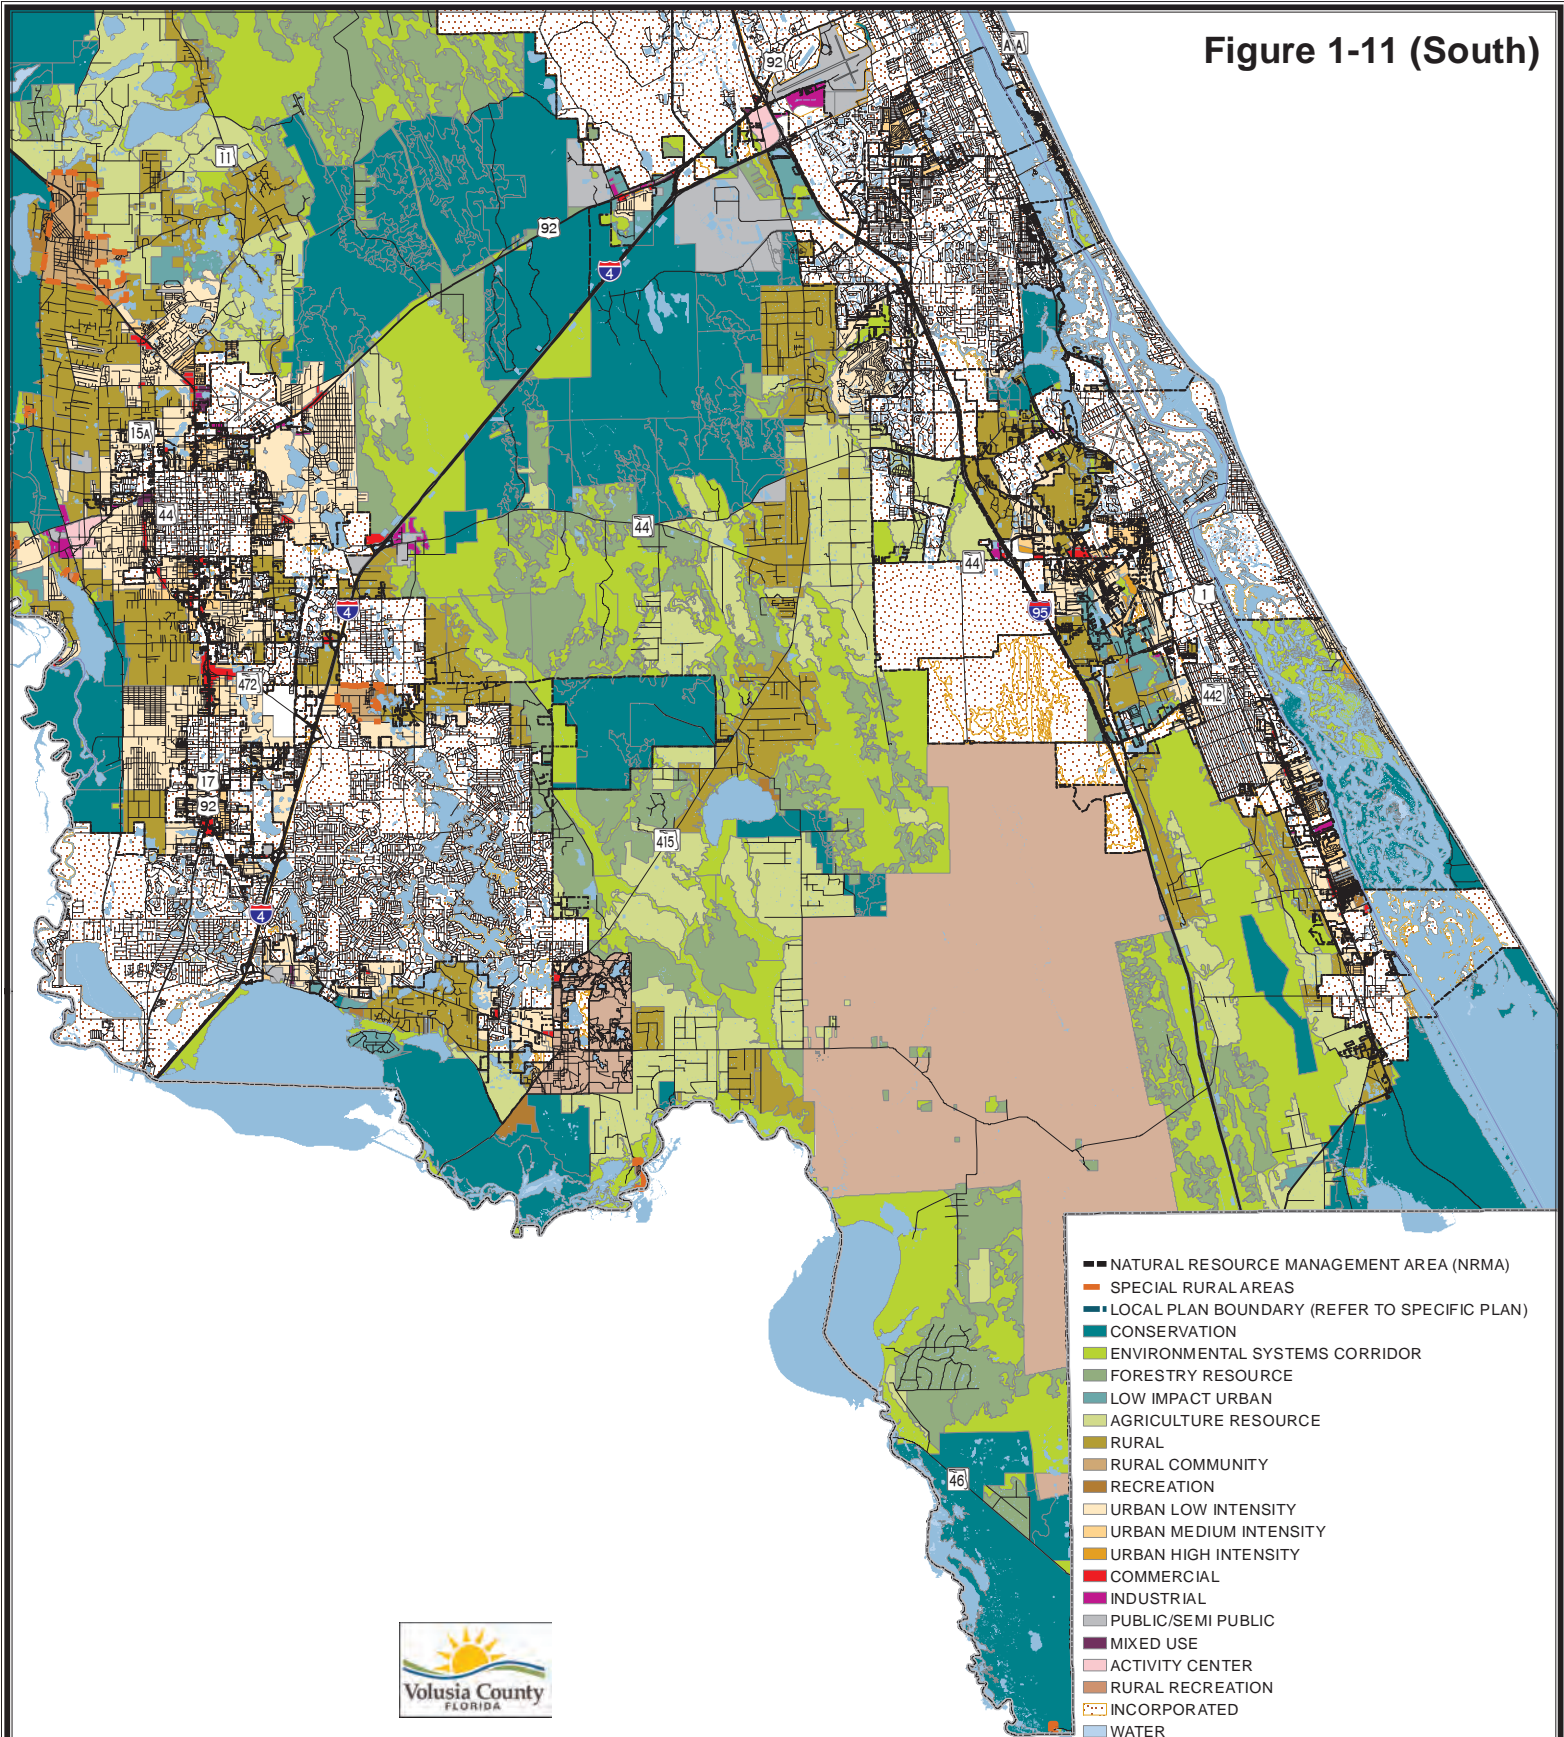 Figure 1-11 (South)
A1A
92
11
92
4
15A
44
44
44
4
95
1
472
442
17
92
415
4
46
NATURAL RESOURCE MANAGEMENT AREA (NRMA)
SPECIAL RURAL AREAS
LOCAL PLAN BOUNDARY (REFER TO SPECIFIC PLAN)
CONSERVATION
ENVIRONMENTAL SYSTEMS CORRIDOR
FORESTRY RESOURCE
LOW IMPACT URBAN
AGRICULTURE RESOURCE
RURAL
RURAL COMMUNITY
RECREATION
URBAN LOW INTENSITY
URBAN MEDIUM INTENSITY
URBAN HIGH INTENSITY
COMMERCIAL
INDUSTRIAL
PUBLIC/SEMI PUBLIC
MIXED USE
ACTIVITY CENTER
RURAL RECREATION
INCORPORATED
WATER
Volusia County
FLORIDA